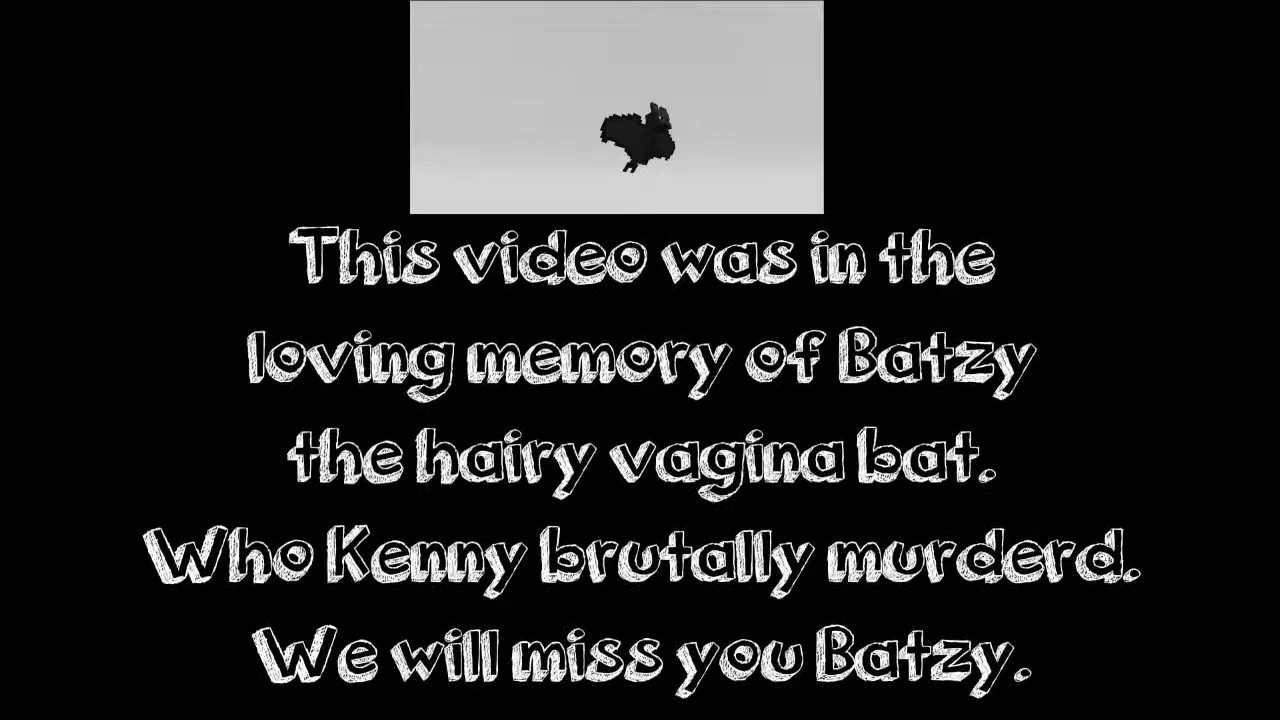 This video was in the
loving memory of Batzy
the hairy vagina bat.
Who Kenny brutally murderd.
We will miss you Batzy.